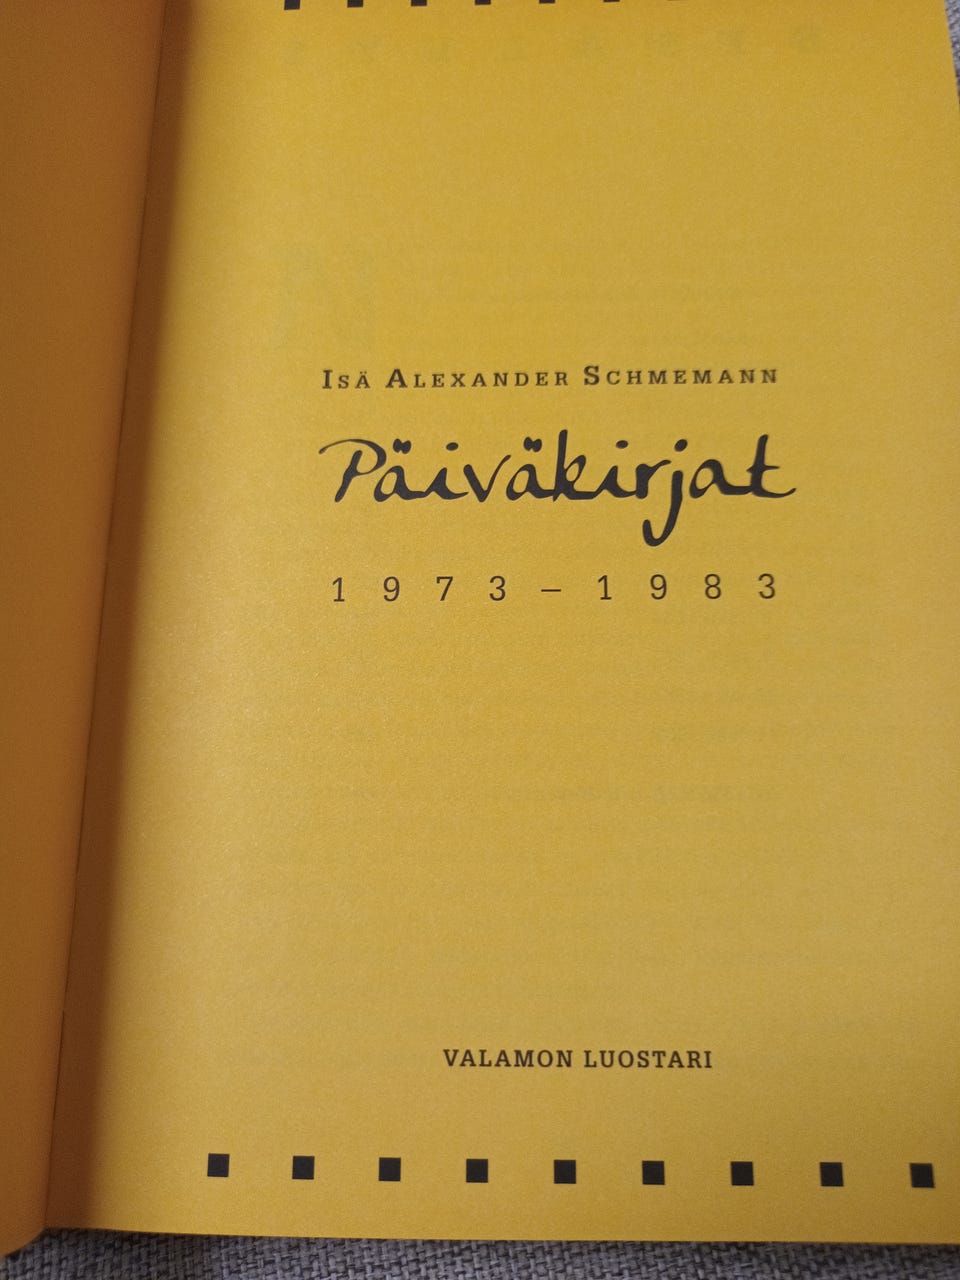 Isä Alexander Schmemann
Päiväkirjat
1973–1983
VALAMON LUOSTARI